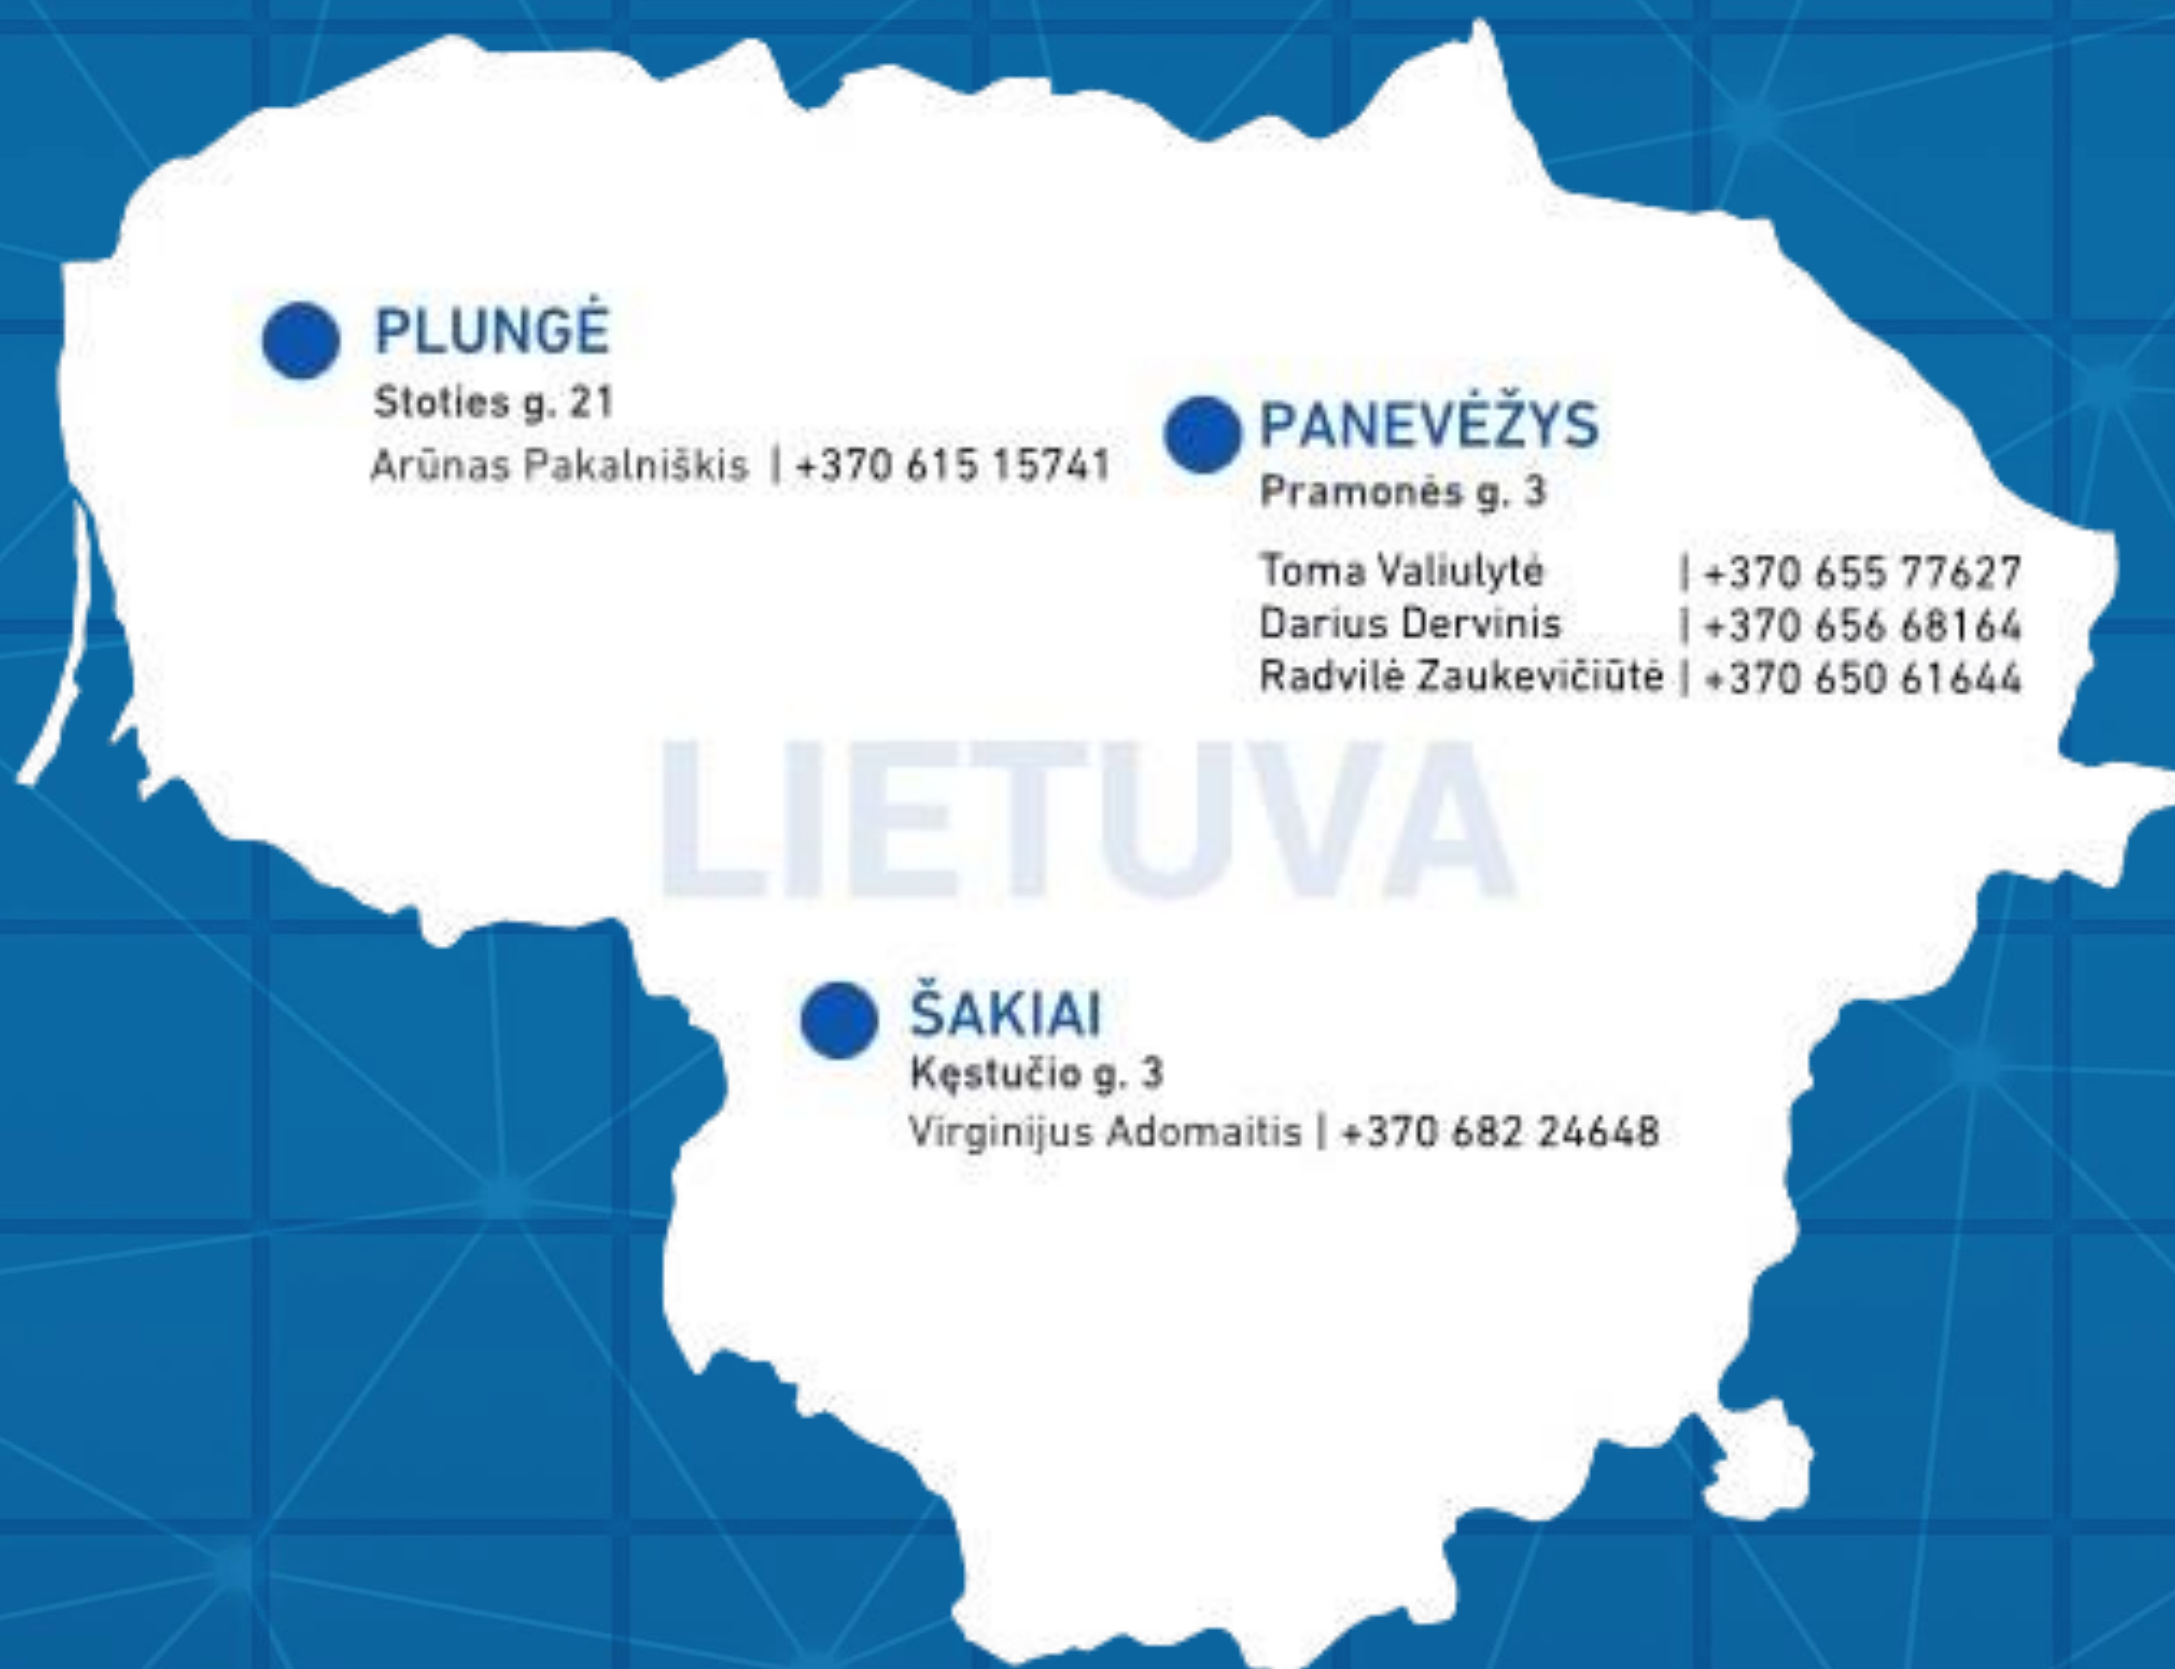 PLUNGĖ
Stoties g. 21
Arūnas Pakalniškis | +370 615 15741
PANEVĖŽYS
Pramonės g. 3
Toma Valiulytė | +370 655 77627
Darius Dervinis | +370 656 68164
Radvilė Zaukevičiūtė | +370 650 61644
LIETUVA
ŠAKIAI
Kęstučio g. 3
Virginijus Adomaitis | +370 682 24648